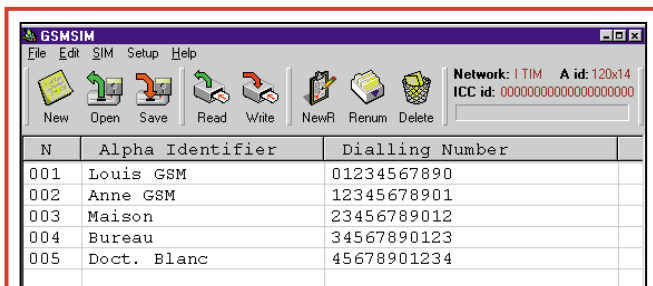 GSMSIM
File Edit SIM Setup Help
New Open Save Read Write NewR Renum Delete
Network: I TIM A id: 120x14
ICC id: 00000000000000000000
N Alpha Identifier Dialling Number
001 Louis GSM 01234567890
002 Anne GSM 12345678901
003 Maison 23456789012
004 Bureau 34567890123
005 Doct. Blanc 45678901234